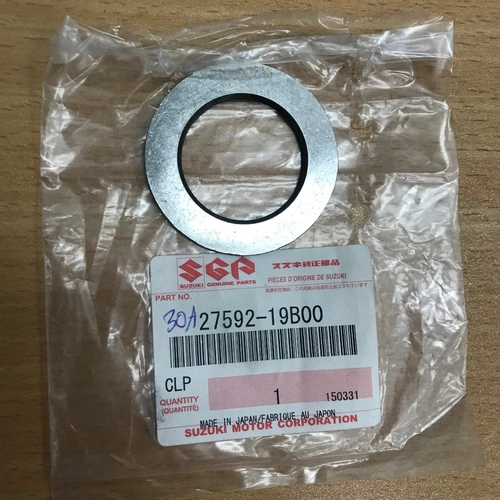 SGP スズキ純正部品
SUZUKI GENUINE PARTS PIÈCES D'ORIGINE DE SUZUKI
PART NO.
30A 27592-19B00
CLP
QUANTITY
(QUANTITÉ)
1 150331
MADE IN JAPAN/FABRIQUE AU JAPON
SUZUKI MOTOR CORPORATION